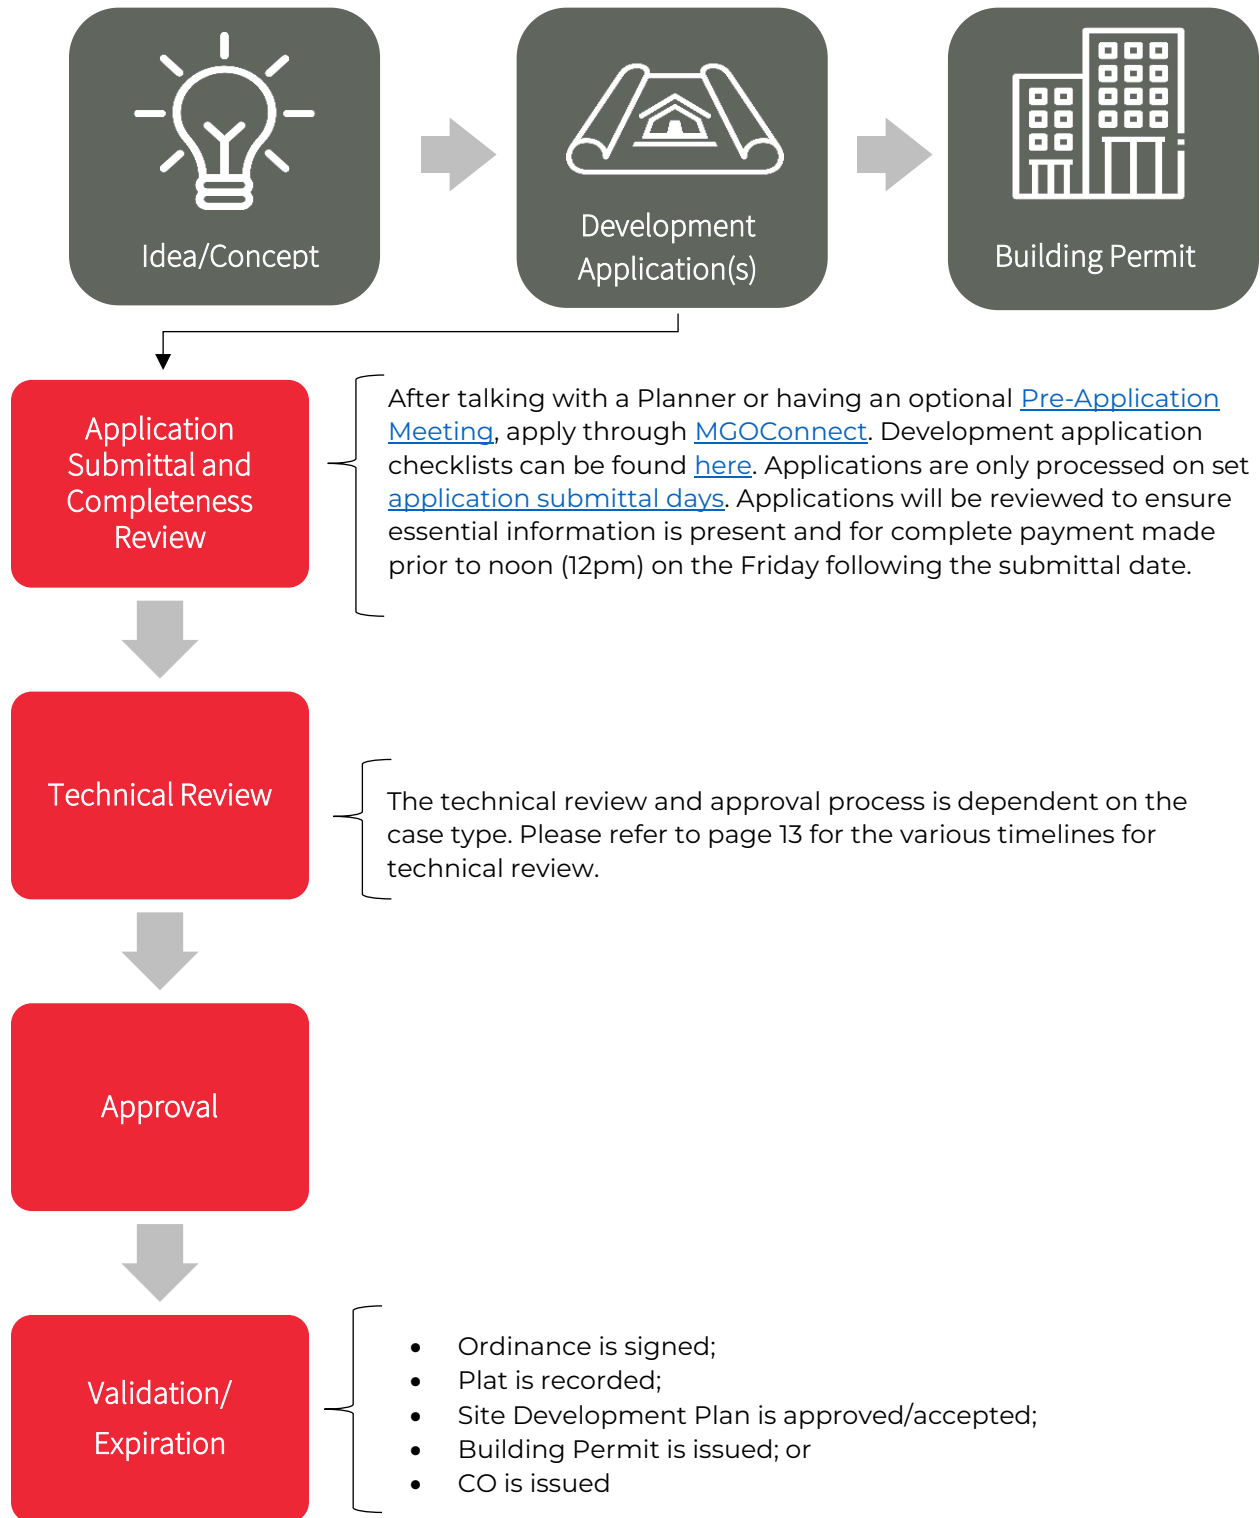 Idea/Concept
Development
Application(s)
Building Permit
Application
Submittal and
Completeness
Review
After talking with a Planner or having an optional Pre-Application
Meeting, apply through MGOConnect. Development application
checklists can be found here. Applications are only processed on set
application submittal days. Applications will be reviewed to ensure
essential information is present and for complete payment made
prior to noon (12pm) on the Friday following the submittal date.
Technical Review
The technical review and approval process is dependent on the
case type. Please refer to page 13 for the various timelines for
technical review.
Approval
Validation/
Expiration
• Ordinance is signed;
• Plat is recorded;
• Site Development Plan is approved/accepted;
• Building Permit is issued; or
• CO is issued